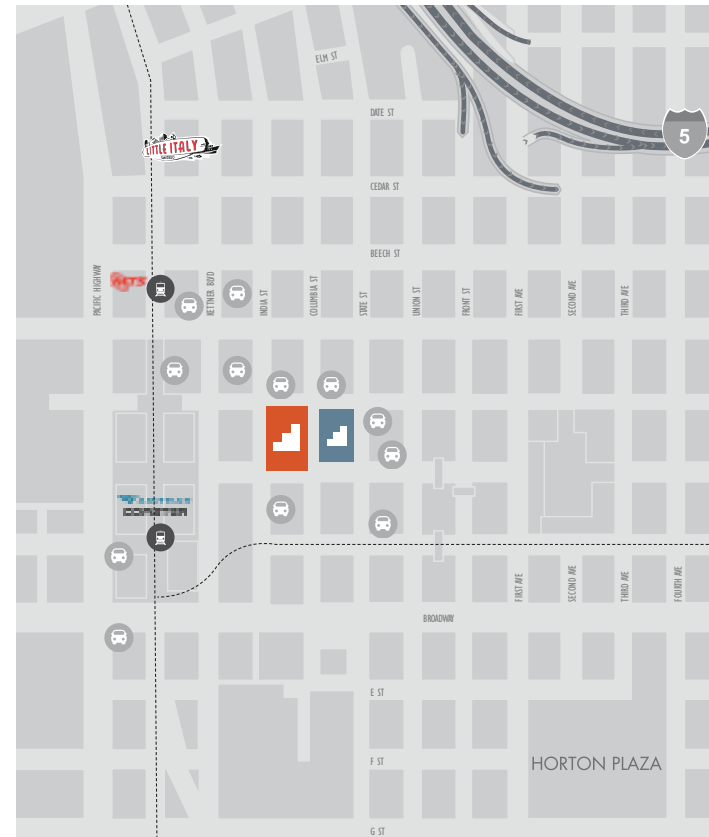 ELM ST
DATE ST
5
LITTLE ITALY
CEDAR ST
BEECH ST
MTS
PACIFIC HIGHWAY
KETTNER BLVD
INDIA ST
COLUMBIA ST
STATE ST
UNION ST
FRONT ST
FIRST AVE
SECOND AVE
THIRD AVE
COASTER
FIRST AVE
SECOND AVE
THIRD AVE
FOURTH AVE
BROADWAY
E ST
F ST
HORTON PLAZA
G ST